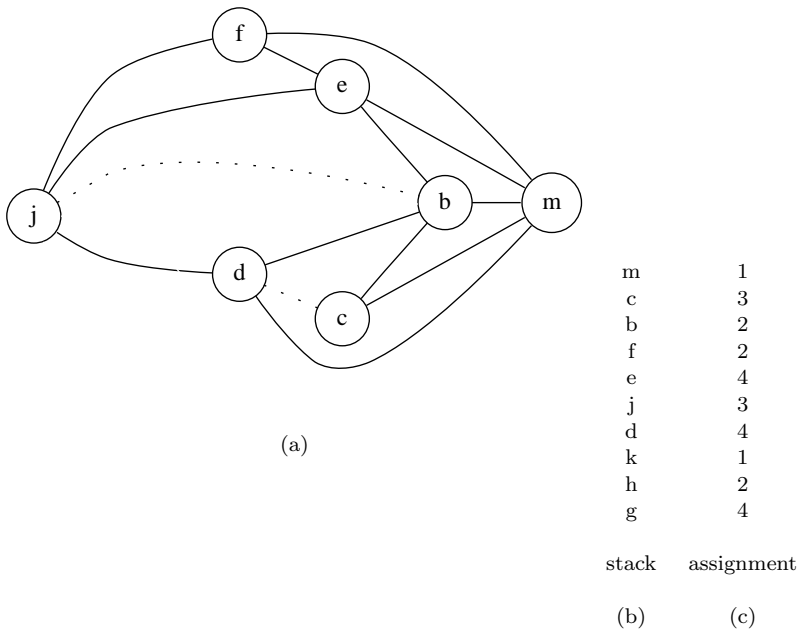 f
e
j
b
m
d
c
(a)
m 1
c 3
b 2
f 2
e 4
j 3
d 4
k 1
h 2
g 4
stack assignment
(b) (c)